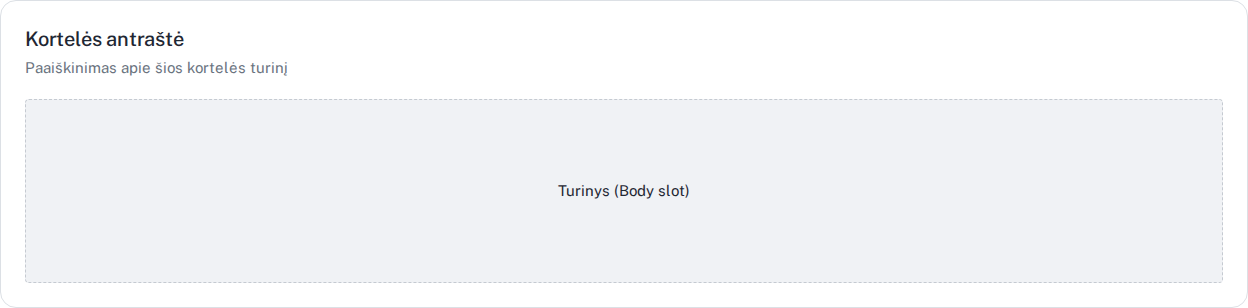 Kortelės antraštė
Paaiškinimas apie šios kortelės turinį
Turinys (Body slot)